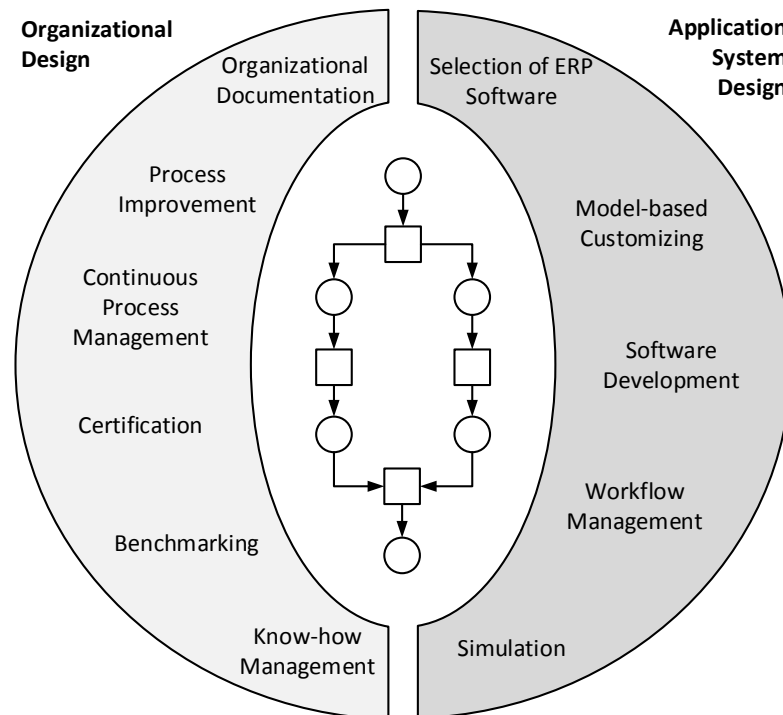 Organizational
Design
Application
System
Design
Organizational
Documentation
Process
Improvement
Continuous
Process
Management
Certification
Benchmarking
Know-how
Management
Selection of ERP
Software
Model-based
Customizing
Software
Development
Workflow
Management
Simulation